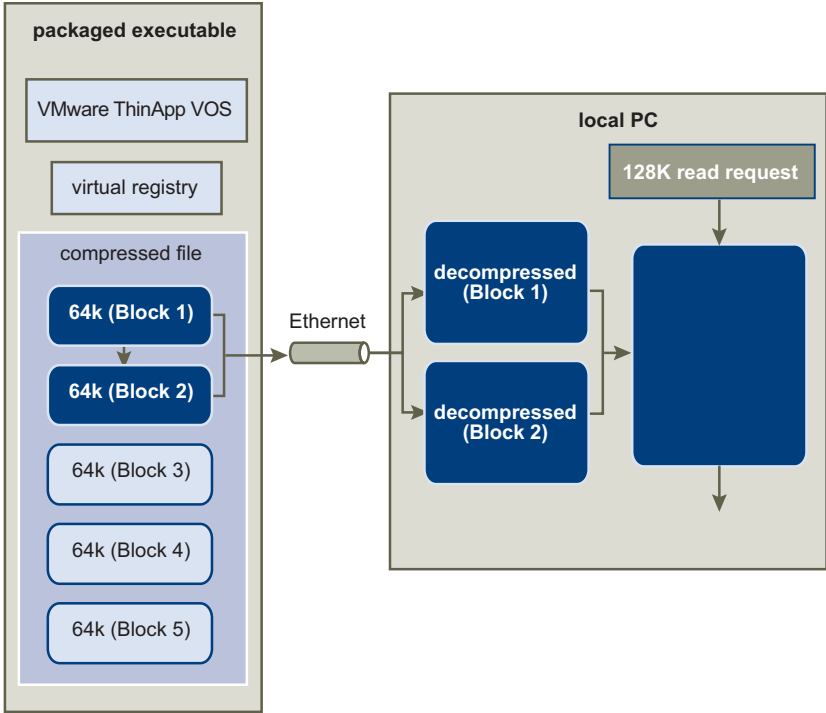 packaged executable
VMware ThinApp VOS
virtual registry
compressed file
64k (Block 1)
64k (Block 2)
64k (Block 3)
64k (Block 4)
64k (Block 5)
Ethernet
local PC
128K read request
decompressed
(Block 1)
decompressed
(Block 2)